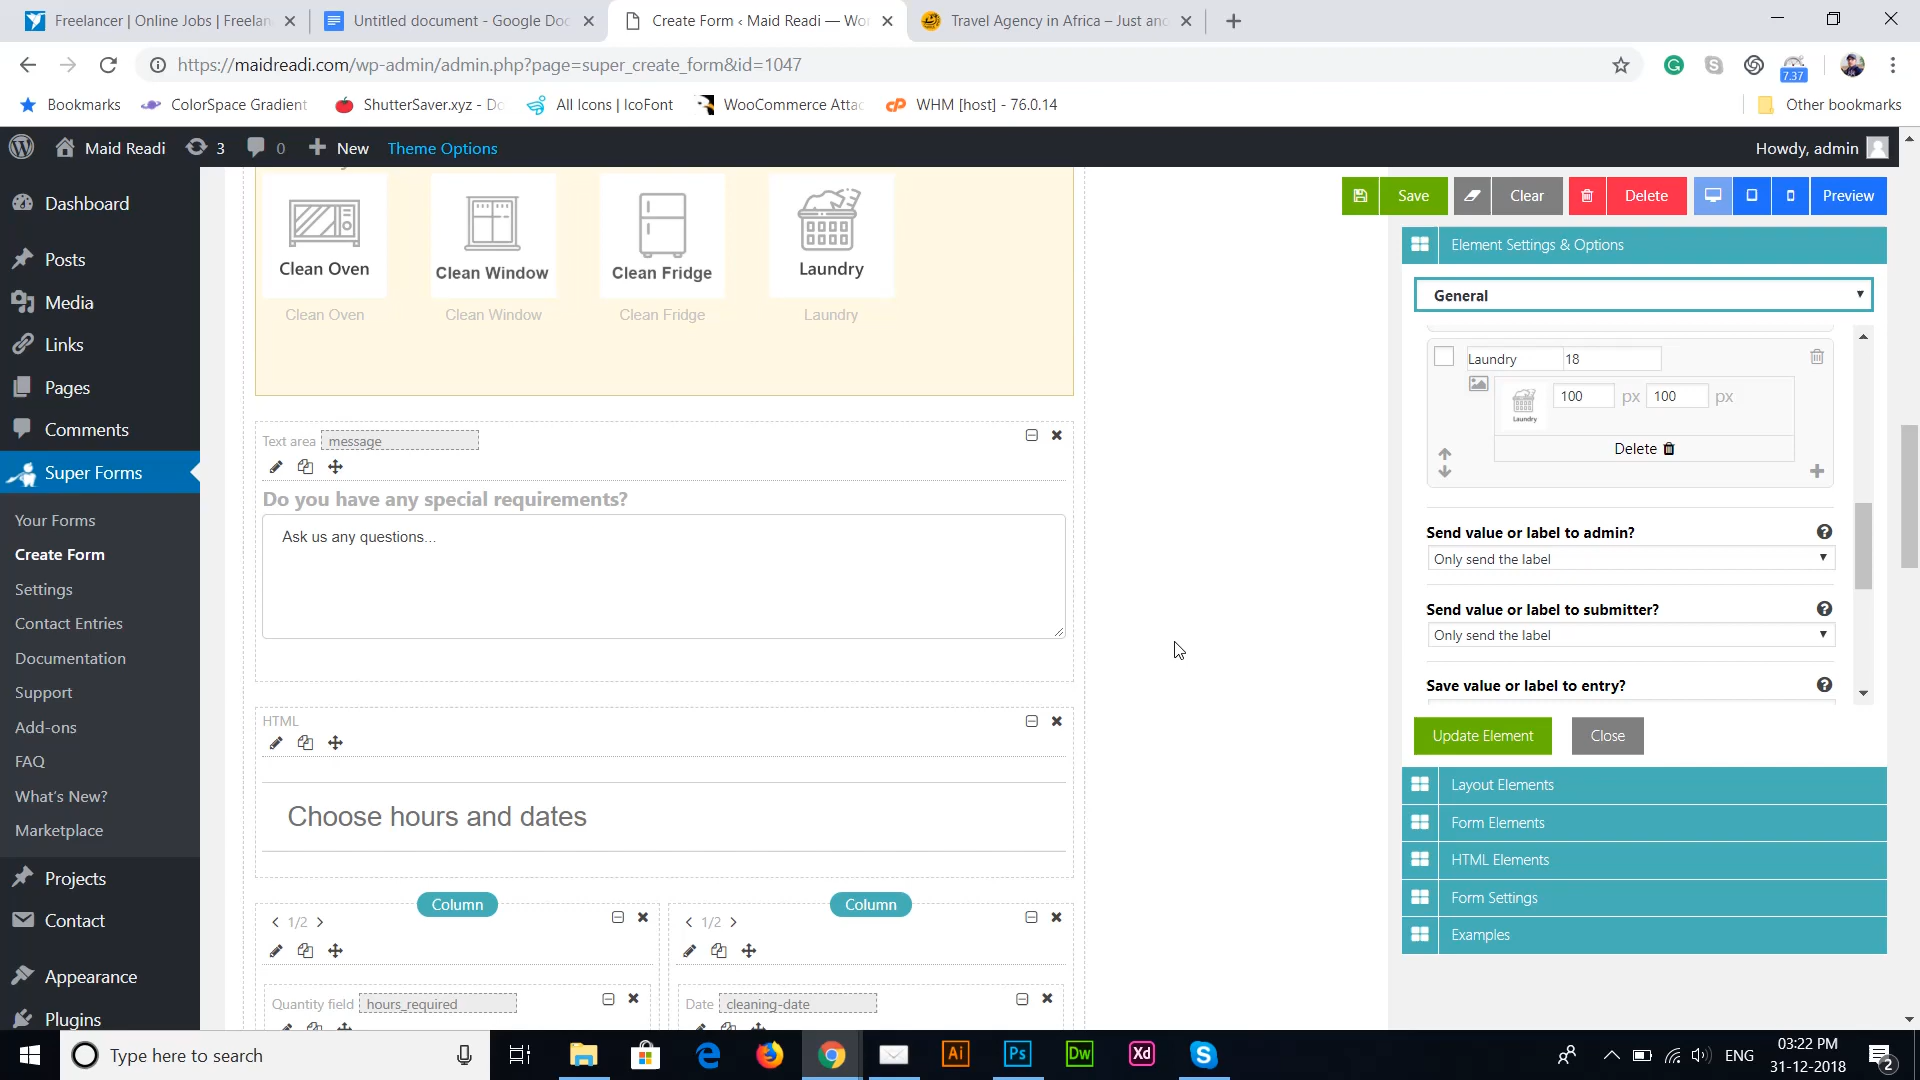 Freelancer | Online Jobs | Freelan
Untitled document - Google Doc
Create Form ‹ Maid Readi — Wor
Travel Agency in Africa – Just and
https://maidreadi.com/wp-admin/admin.php?page=super_create_form&id=1047
7.37
Bookmarks
ColorSpace Gradient
ShutterSaver.xyz - Do
All Icons | IcoFont
WooCommerce Attac
WHM [host] - 76.0.14
Other bookmarks
Maid Readi
3
0
New
Theme Options
Howdy, admin
Dashboard
Posts
Media
Links
Pages
Comments
Super Forms
Your Forms
Create Form
Settings
Contact Entries
Documentation
Support
Add-ons
FAQ
What's New?
Marketplace
Projects
Contact
Appearance
Plugins
Clean Oven
Clean Window
Clean Fridge
Laundry
Clean Oven
Clean Window
Clean Fridge
Laundry
Text area message
Do you have any special requirements?
Ask us any questions...
HTML
Choose hours and dates
Column
Column
1/2
1/2
Quantity field hours_required
Date cleaning-date
Save
Clear
Delete
Preview
Element Settings & Options
General
Laundry
18
Laundry
100 px 100 px
Delete
Send value or label to admin?
Only send the label
Send value or label to submitter?
Only send the label
Save value or label to entry?
Update Element
Close
Layout Elements
Form Elements
HTML Elements
Form Settings
Examples
Type here to search
Ai
Ps
Dw
Xd
ENG
03:22 PM
31-12-2018
2